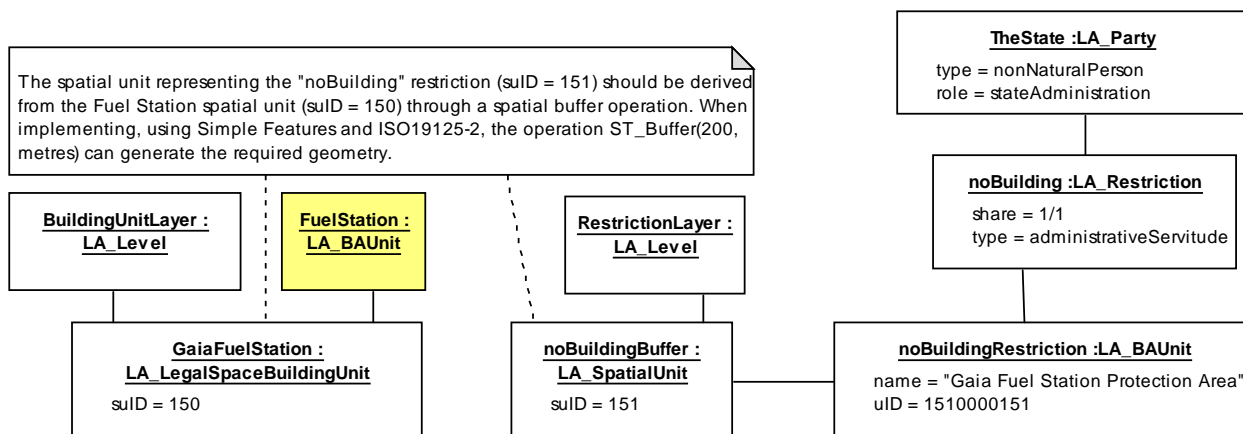 TheState :LA_Party
type = nonNaturalPerson
role = stateAdministration
The spatial unit representing the "noBuilding" restriction (suID = 151) should be derived
from the Fuel Station spatial unit (suID = 150) through a spatial buffer operation. When
implementing, using Simple Features and ISO19125-2, the operation ST_Buffer(200,
metres) can generate the required geometry.
noBuilding :LA_Restriction
share = 1/1
type = administrativeServitude
BuildingUnitLayer :
LA_Level
FuelStation :
LA_BAUnit
RestrictionLayer :
LA_Level
GaiaFuelStation :
LA_LegalSpaceBuildingUnit
suID = 150
noBuildingBuffer :
LA_SpatialUnit
suID = 151
noBuildingRestriction :LA_BAUnit
name = "Gaia Fuel Station Protection Area"
uID = 1510000151